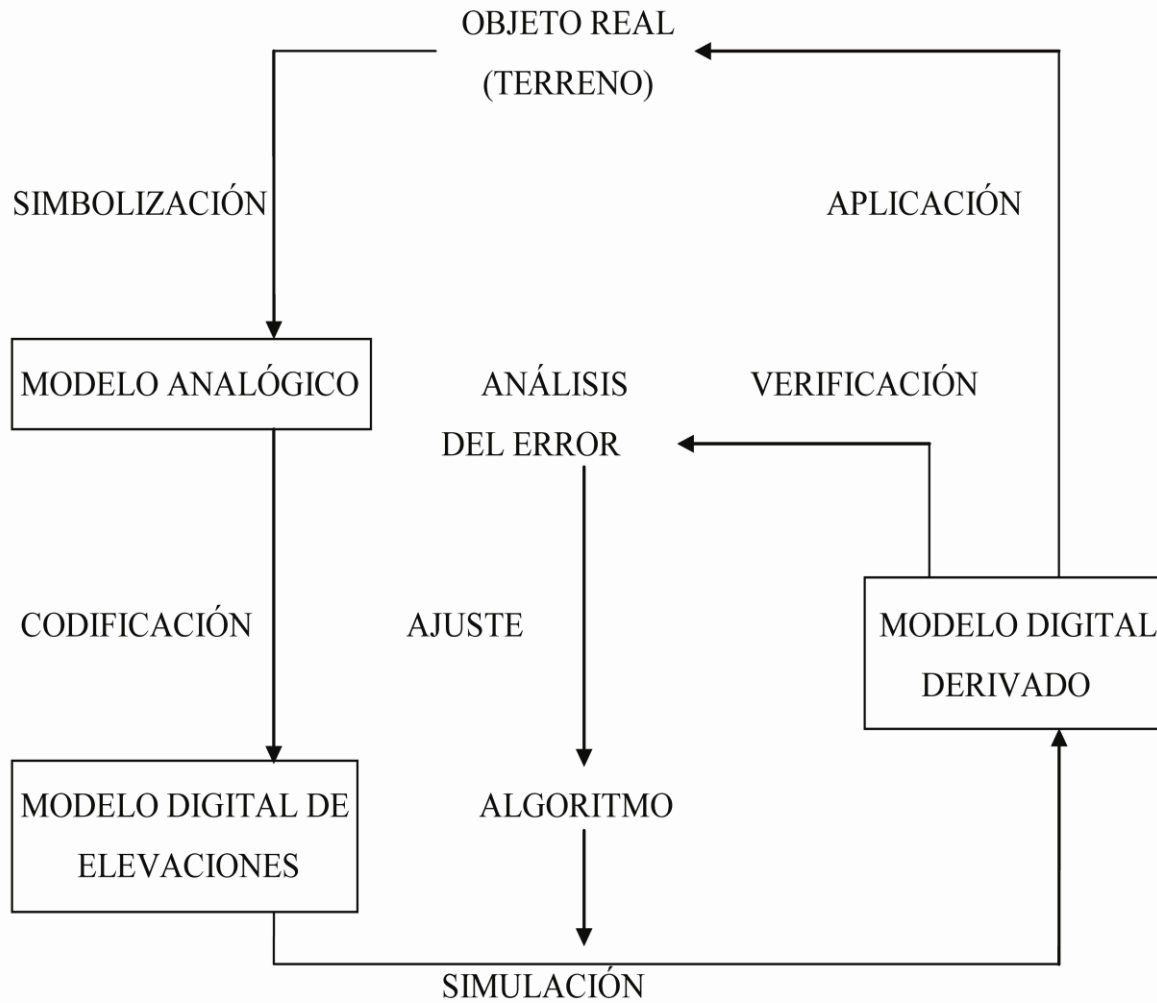 OBJETO REAL
(TERRENO)
SIMBOLIZACIÓN
APLICACIÓN
MODELO ANALÓGICO
ANÁLISIS
DEL ERROR
VERIFICACIÓN
CODIFICACIÓN
AJUSTE
MODELO DIGITAL
DERIVADO
MODELO DIGITAL DE
ELEVACIONES
ALGORITMO
SIMULACIÓN